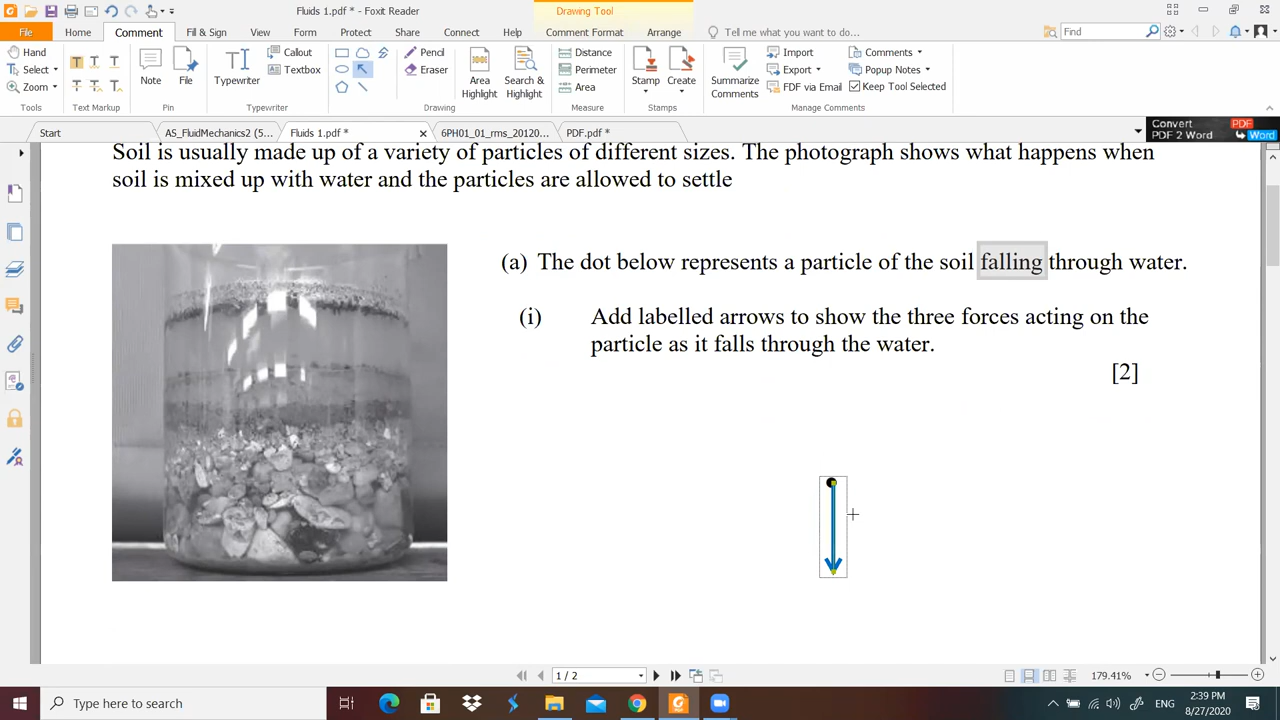 Fluids 1.pdf * - Foxit Reader
Drawing Tool
File
Home
Comment
Fill & Sign
View
Form
Protect
Share
Connect
Help
Comment Format
Arrange
Tell me what you want to do...
Find
Hand
Select
Zoom
Tools
Text Markup
Note
File
Pin
Typewriter
Callout
Textbox
Typewriter
Pencil
Eraser
Drawing
Area Highlight
Search & Highlight
Distance
Perimeter
Area
Measure
Stamp
Create
Stamps
Summarize Comments
Import
Export
FDF via Email
Comments
Popup Notes
Keep Tool Selected
Manage Comments
Start
AS_FluidMechanics2 (5...
Fluids 1.pdf *
6PH01_01_rms_20120...
PDF.pdf *
Convert PDF
PDF 2 Word
Word
Soil is usually made up of a variety of particles of different sizes. The photograph shows what happens when
soil is mixed up with water and the particles are allowed to settle
(a) The dot below represents a particle of the soil falling through water.
(i) Add labelled arrows to show the three forces acting on the
particle as it falls through the water.
[2]
1 / 2
179.41%
Type here to search
2:39 PM
8/27/2020